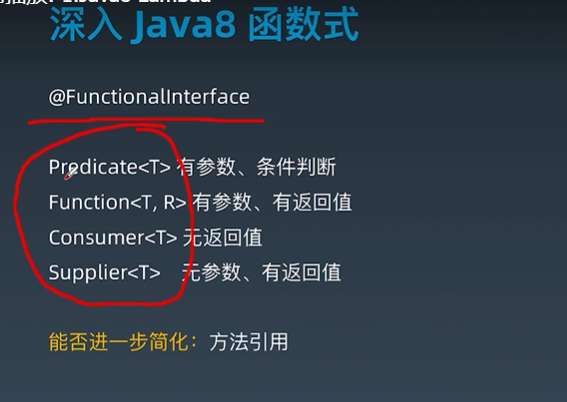 深入 Java8 函数式
@FunctionalInterface
Predicate<T> 有参数、条件判断
Function<T, R> 有参数、有返回值
Consumer<T> 无返回值
Supplier<T> 无参数、有返回值
能否进一步简化：方法引用